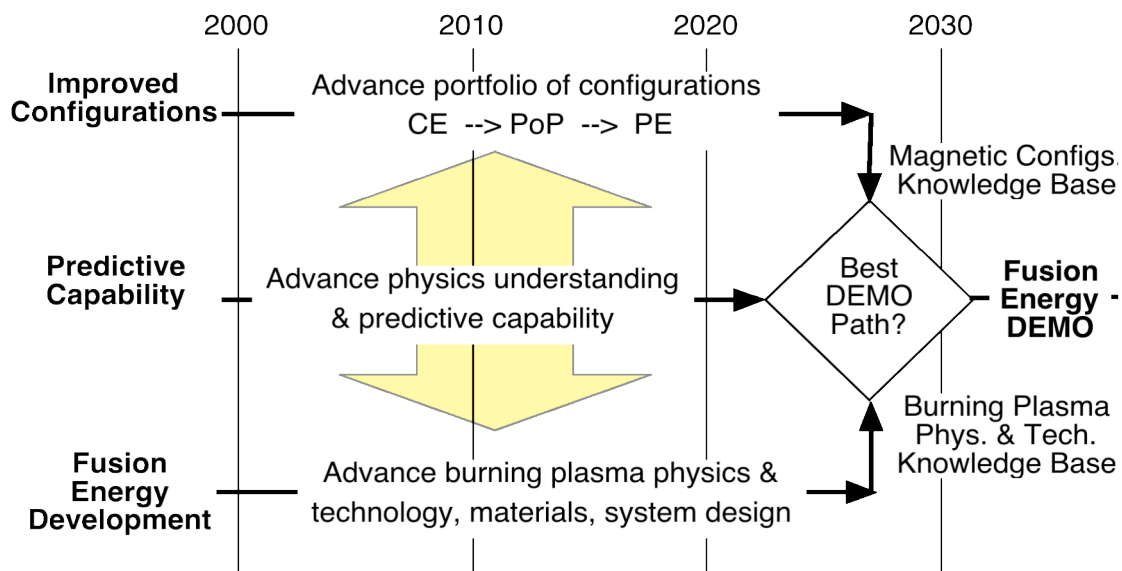 2000 2010 2020 2030
Improved
Configurations
Advance portfolio of configurations
CE --> PoP --> PE
Magnetic Configs.
Knowledge Base
Predictive
Capability
Advance physics understanding
& predictive capability
Best
DEMO
Path?
Fusion
Energy
DEMO
Burning Plasma
Phys. & Tech.
Knowledge Base
Fusion
Energy
Development
Advance burning plasma physics &
technology, materials, system design